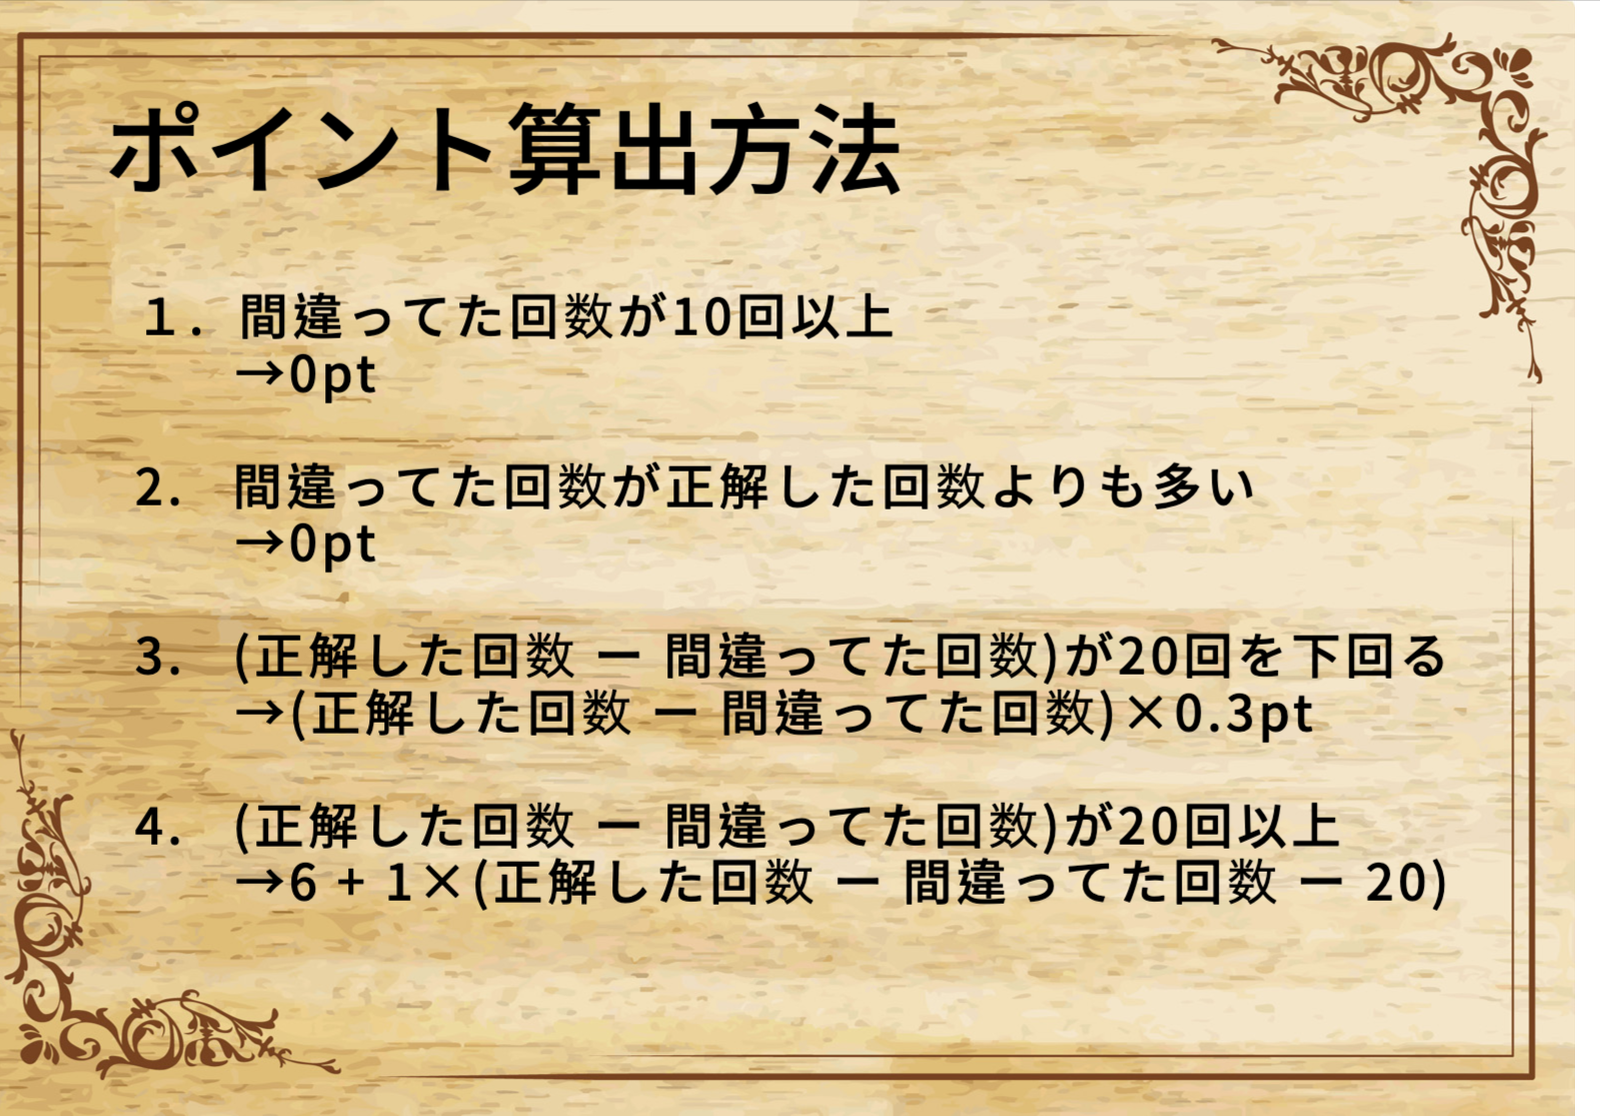 ポイント算出方法
１. 間違ってた回数が10回以上
→0pt
2. 間違ってた回数が正解した回数よりも多い
→0pt
3. (正解した回数 ー 間違ってた回数)が20回を下回る
→(正解した回数 ー 間違ってた回数)×0.3pt
4. (正解した回数 ー 間違ってた回数)が20回以上
→6 + 1×(正解した回数 ー 間違ってた回数 ー 20)